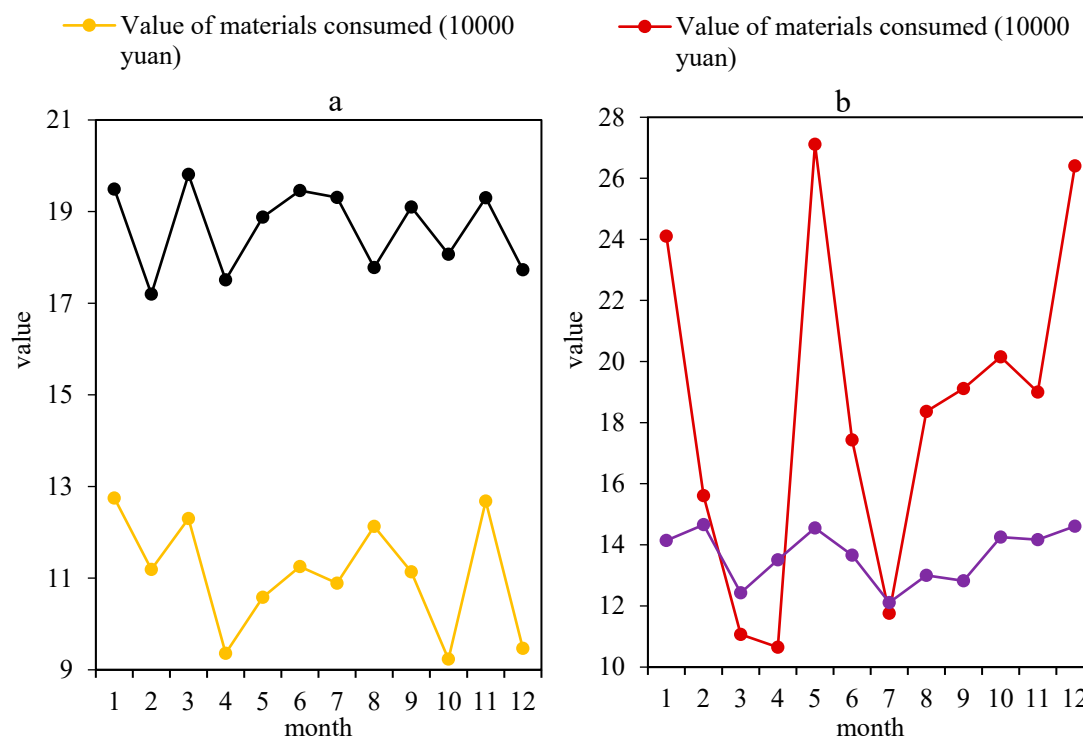 Value of materials consumed (10000
yuan)
Value of materials consumed (10000
yuan)
a
21
19
17
15
13
11
9
value
1 2 3 4 5 6 7 8 9 10 11 12
month
b
28
26
24
22
20
18
16
14
12
10
value
1 2 3 4 5 6 7 8 9 10 11 12
month